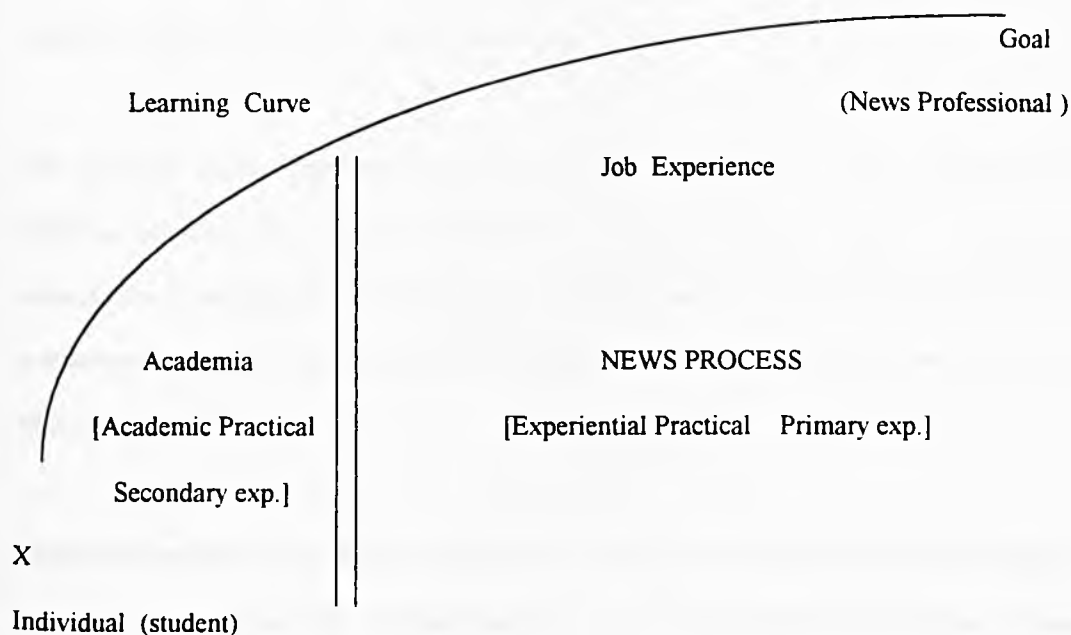 Goal
Learning Curve
(News Professional )
Job Experience
Academia
NEWS PROCESS
[Academic Practical
[Experiential Practical Primary exp.]
Secondary exp.]
X
Individual (student)